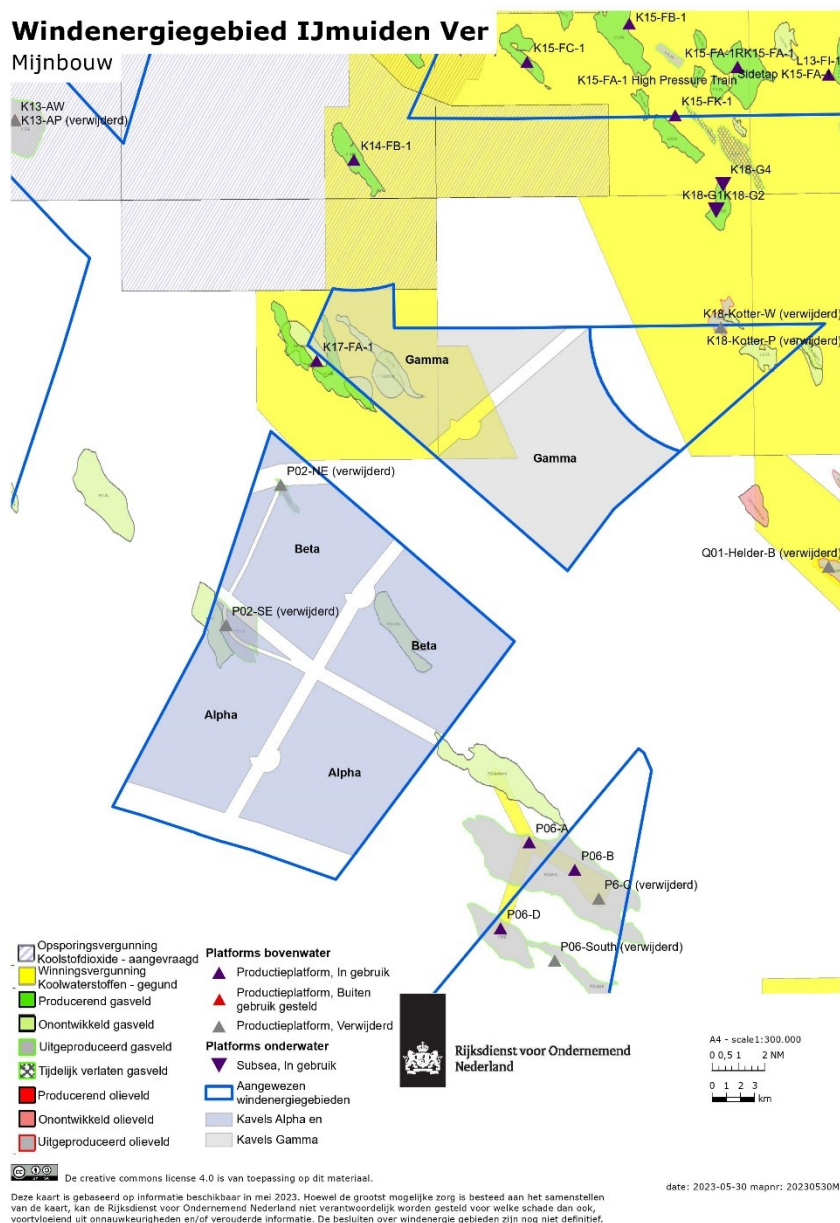 Windenergiegebied IJmuiden Ver
Mijnbouw
K15-FB-1
K15-FC-1
K15-FA-1RK15-FA-1
L13-FI-1
Sidetap K15-FA-
K15-FA-1 High Pressure Train
K13-AW
K13-AP (verwijderd)
K15-FK-1
K14-FB-1
K18-G4
K18-G1K18-G2
K18-Kotter-W (verwijderd)
K18-Kotter-P (verwijderd)
K17-FA-1
Gamma
Gamma
P02-NE (verwijderd)
Beta
Q01-Helder-B (verwijderd)
P02-SE (verwijderd)
Beta
Alpha
Alpha
P06-A
P06-B
P6-C (verwijderd)
P06-D
P06-South (verwijderd)
Opsporingsvergunning
Koolstofdioxide - aangevraagd
Winningsvergunning
Koolwaterstoffen - gegund
Producerend gasveld
Onontwikkeld gasveld
Uitgeproduceerd gasveld
Tijdelijk verlaten gasveld
Producerend olieveld
Onontwikkeld olieveld
Uitgeproduceerd olieveld
Platforms bovenwater
Productieplatform, In gebruik
Productieplatform, Buiten
gebruik gesteld
Productieplatform, Verwijderd
Platforms onderwater
Subsea, In gebruik
Aangewezen
windenergiegebieden
Kavels Alpha en
Kavels Gamma
Rijksdienst voor Ondernemend
Nederland
A4 - scale1:300.000
0 0,5 1 2 NM
0 1 2 3
km
De creative commons license 4.0 is van toepassing op dit materiaal.
Deze kaart is gebaseerd op informatie beschikbaar in mei 2023. Hoewel de grootst mogelijke zorg is besteed aan het samenstellen
van de kaart, kan de Rijksdienst voor Ondernemend Nederland niet verantwoordelijk worden gesteld voor welke schade dan ook,
voortvloeiend uit onnauwkeurigheden en/of verouderde informatie. De besluiten over windenergie gebieden zijn nog niet definitief.
date: 2023-05-30 mapnr: 20230530M